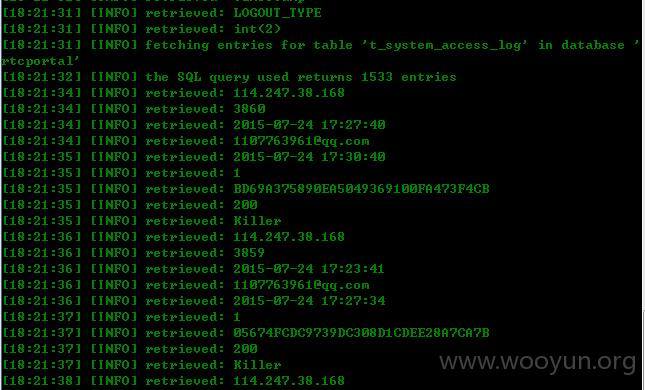 [18:21:31] [INFO] retrieved: LOGOUT_TYPE
[18:21:31] [INFO] retrieved: int(2)
[18:21:31] [INFO] fetching entries for table 't_system_access_log' in database '
rtcportal'
[18:21:32] [INFO] the SQL query used returns 1533 entries
[18:21:34] [INFO] retrieved: 114.247.38.168
[18:21:34] [INFO] retrieved: 3860
[18:21:34] [INFO] retrieved: 2015-07-24 17:27:40
[18:21:34] [INFO] retrieved: 1107763961@qq.com
[18:21:35] [INFO] retrieved: 2015-07-24 17:30:40
[18:21:35] [INFO] retrieved: 1
[18:21:35] [INFO] retrieved: BD69A375890EA5049369100FA473F4CB
[18:21:35] [INFO] retrieved: 200
[18:21:35] [INFO] retrieved: Killer
[18:21:36] [INFO] retrieved: 114.247.38.168
[18:21:36] [INFO] retrieved: 3859
[18:21:36] [INFO] retrieved: 2015-07-24 17:23:41
[18:21:36] [INFO] retrieved: 1107763961@qq.com
[18:21:36] [INFO] retrieved: 2015-07-24 17:27:34
[18:21:37] [INFO] retrieved: 1
[18:21:37] [INFO] retrieved: 05674FCDC9739DC308D1CDEE28A7CA7B
[18:21:37] [INFO] retrieved: 200
[18:21:37] [INFO] retrieved: Killer
[18:21:38] [INFO] retrieved: 114.247.38.168
www.wooyun.org